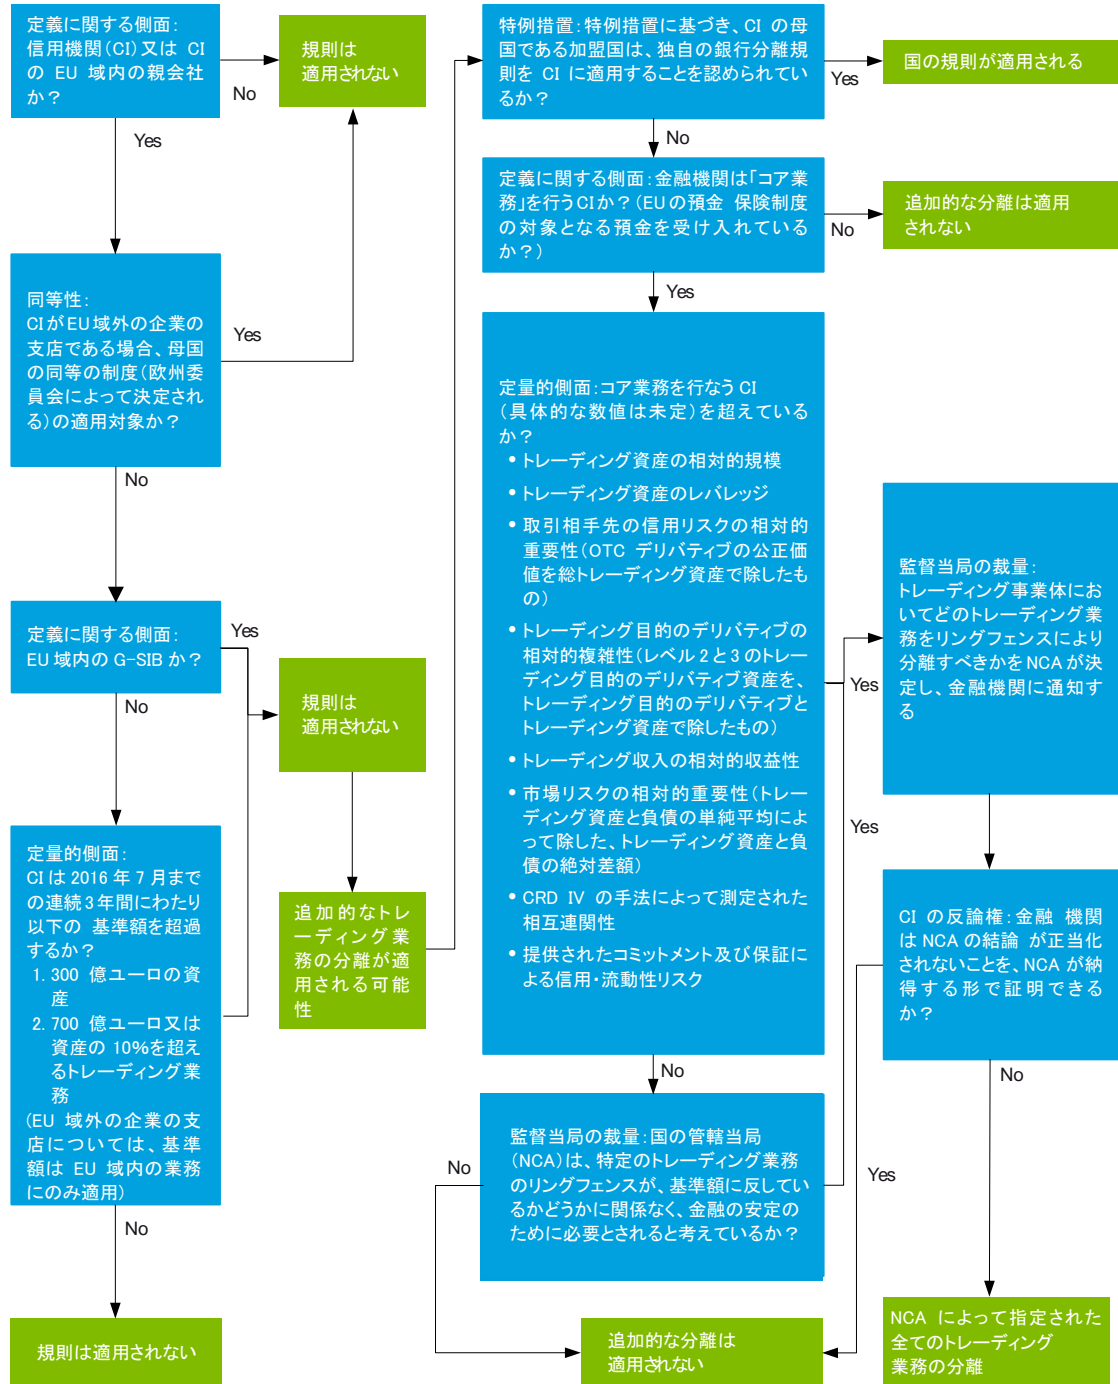 定義に関する側面：
信用機関（CI）又は CI
の EU 域内の親会社
か？
No
規則は
適用されない
Yes
同等性：
CIがEU域外の企業の
支店である場合、母国
の同等の制度（欧州委
員会によって決定され
る）の適用対象か？
Yes
No
定義に関する側面：
EU 域内の G-SIB か？
Yes
No
規則は
適用されない
定量的側面：
CIは 2016 年 7 月まで
の連続3年間にわたり
以下の 基準額を超過
するか？
1. 300 億ユーロの資
産
2. 700 億ユーロ又は
資産の 10%を超え
るトレーディング業
務
（EU 域外の企業の支
店については、基準
額は EU 域内の業務
にのみ適用）
No
規則は適用されない
追加的なトレ
ーディング業
務の分離が適
用される可能
性
特例措置：特例措置に基づき、CI の母
国である加盟国は、独自の銀行分離規
則を CI に適用することを認められてい
るか？
Yes
国の規則が適用される
No
定義に関する側面：金融機関は「コア業
務」を行うCIか？（EUの預金 保険制度
の対象となる預金を受け入れている
か？）
No
追加的な分離は適用
されない
Yes
定量的側面：コア業務を行なう CI
（具体的な数値は未定）を超えている
か？
• トレーディング資産の相対的規模
• トレーディング資産のレバレッジ
• 取引相手先の信用リスクの相対的
重要性（OTC デリバティブの公正価
値を総トレーディング資産で除したも
の）
• トレーディング目的のデリバティブの
相対的複雑性（レベル 2 と 3 のトレー
ディング目的のデリバティブ資産を、
トレーディング目的のデリバティブと
トレーディング資産で除したもの）
• トレーディング収入の相対的収益性
• 市場リスクの相対的重要性（トレー
ディング資産と負債の単純平均によ
って除した、トレーディング資産と負
債の絶対差額）
• CRD IV の手法によって測定された
相互連関性
• 提供されたコミットメント及び保証に
よる信用・流動性リスク
Yes
No
監督当局の裁量：国の管轄当局
（NCA）は、特定のトレーディング業務
のリングフェンスが、基準額に反してい
るかどうかに関係なく、金融の安定の
ために必要とされると考えているか？
No
Yes
監督当局の裁量：
トレーディング事業体にお
いてどのトレーディング業
務をリングフェンスにより
分離すべきかをNCAが決
定し、金融機関に通知す
る
CI の反論権：金融 機関
は NCA の結論 が正当化
されないことを、NCA が納
得する形で証明できる
か？
Yes
No
追加的な分離は
適用されない
NCA によって指定された
全てのトレーディング
業務の分離